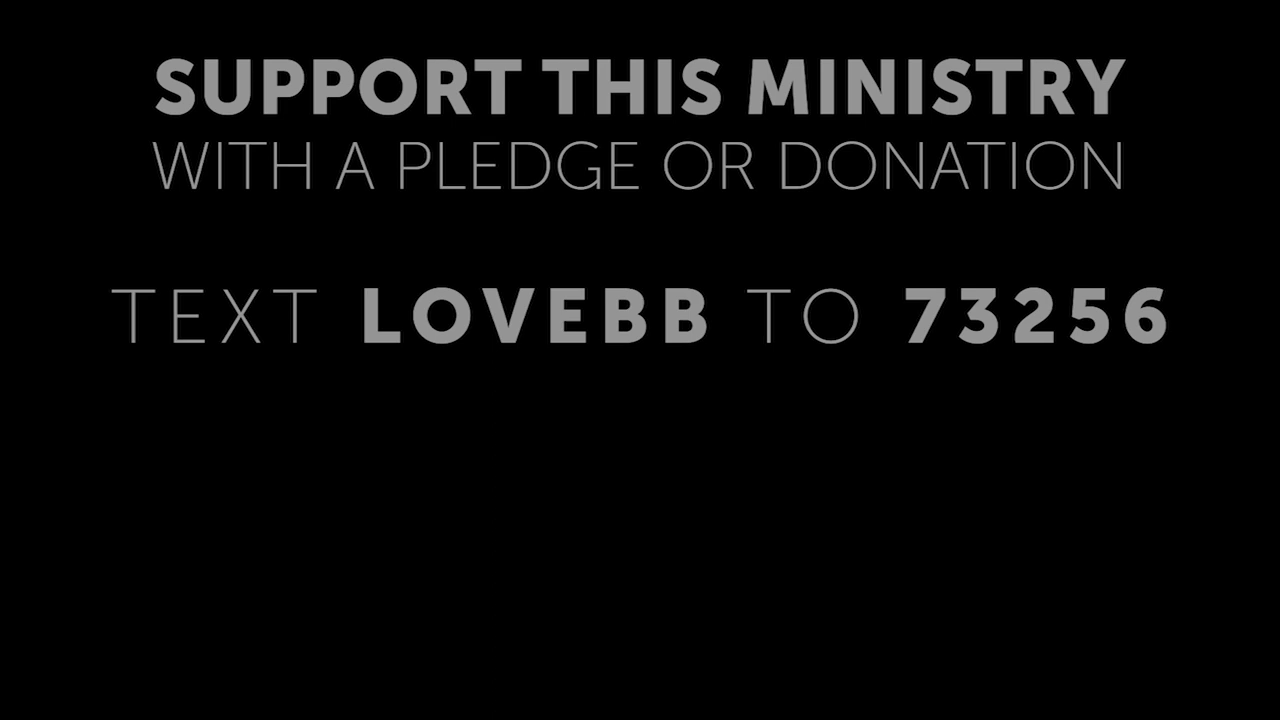 SUPPORT THIS MINISTRY
WITH A PLEDGE OR DONATION
TEXT LOVEBB TO 73256